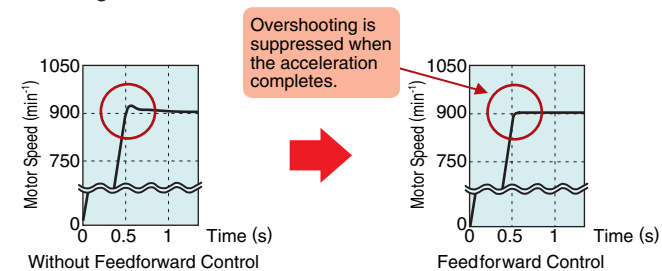 Overshooting is
suppressed when
the acceleration
completes.
Motor Speed (min⁻¹)
1050
900
750
0
0 0.5 1 Time (s)
Without Feedforward Control
Motor Speed (min⁻¹)
1050
900
750
0
0 0.5 1 Time (s)
Feedforward Control